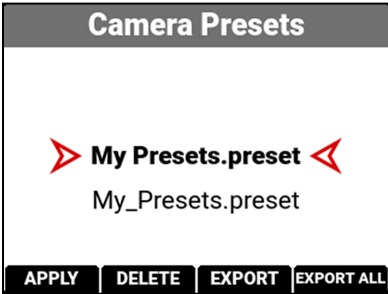 Camera Presets
My Presets.preset
My_Presets.preset
APPLY DELETE EXPORT EXPORT ALL